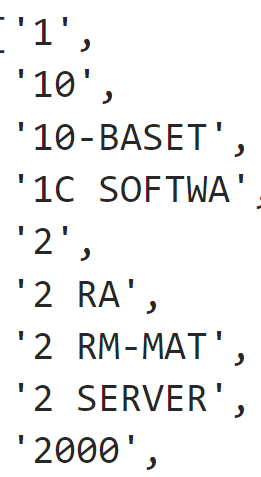 ['1',
'10',
'10-BASET',
'1C SOFTWA',
'2',
'2 RA',
'2 RM-MAT',
'2 SERVER',
'2000',